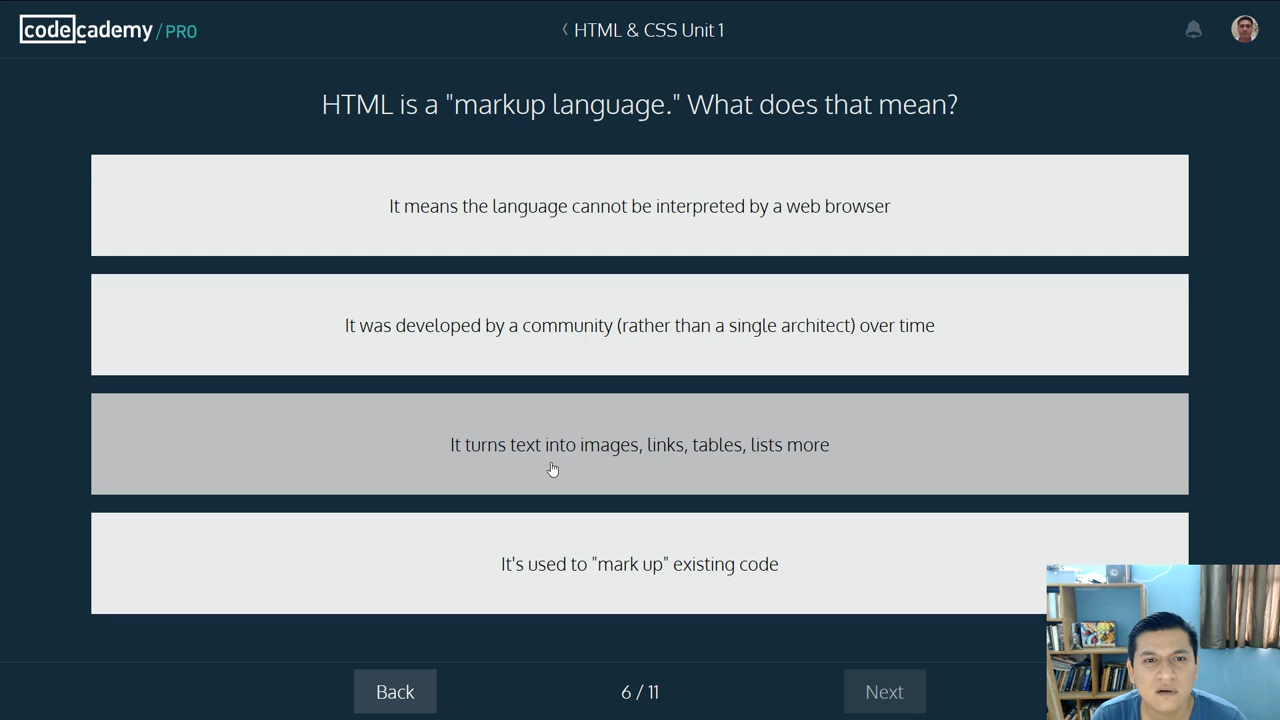 codecademy / PRO
〈 HTML & CSS Unit 1
HTML is a "markup language." What does that mean?
It means the language cannot be interpreted by a web browser
It was developed by a community (rather than a single architect) over time
It turns text into images, links, tables, lists more
It's used to "mark up" existing code
Back
6 / 11
Next